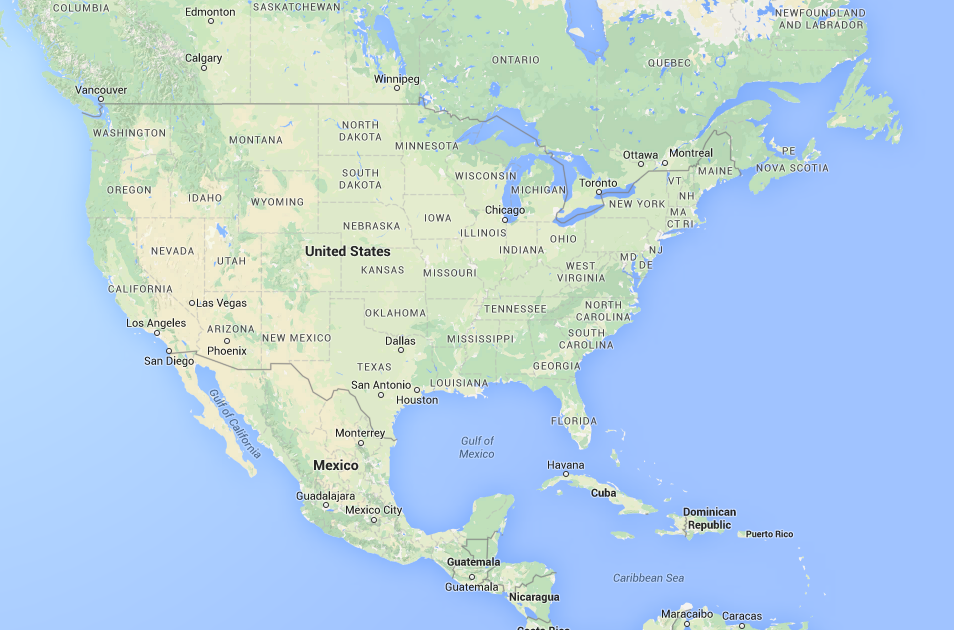 COLUMBIA
Edmonton
SASKATCHEWAN
NEWFOUNDLAND
AND LABRADOR
Calgary
ONTARIO
QUEBEC
Winnipeg
Vancouver
WASHINGTON
MONTANA
NORTH
DAKOTA
MINNESOTA
Ottawa
Montreal
PE
NOVA SCOTIA
MAINE
OREGON
IDAHO
SOUTH
DAKOTA
WISCONSIN
MICHIGAN
Toronto
VT
NH
WYOMING
NEW YORK
MA
CT RI
Chicago
IOWA
NEBRASKA
ILLINOIS
OHIO
NEVADA
United States
INDIANA
NJ
MD
DE
UTAH
KANSAS
MISSOURI
WEST
VIRGINIA
CALIFORNIA
Las Vegas
OKLAHOMA
TENNESSEE
NORTH
CAROLINA
Los Angeles
ARIZONA
NEW MEXICO
Dallas
MISSISSIPPI
SOUTH
CAROLINA
Phoenix
San Diego
TEXAS
GEORGIA
San Antonio
LOUISIANA
Houston
Gulf of California
FLORIDA
Monterrey
Gulf of
Mexico
Mexico
Havana
Cuba
Guadalajara
Mexico City
Dominican
Republic
Puerto Rico
Guatemala
Guatemala
Caribbean Sea
Nicaragua
Maracaibo
Caracas
Costa Rica